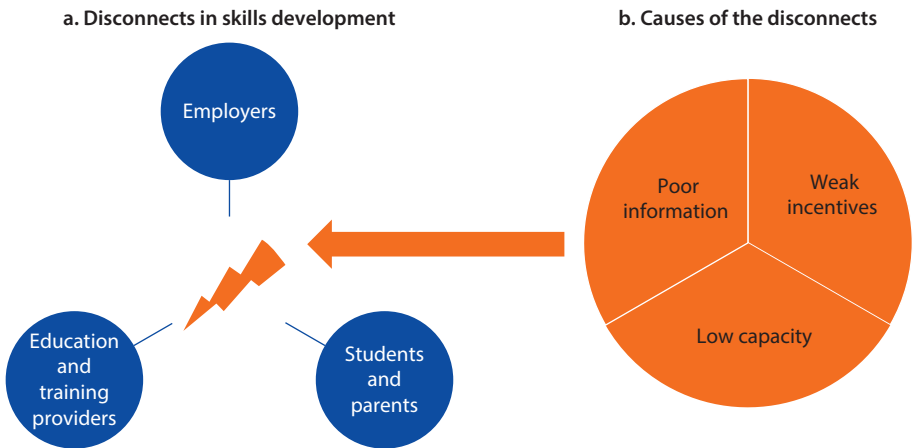 a. Disconnects in skills development
Employers
Education
and
training
providers
Students
and
parents
b. Causes of the disconnects
Poor
information
Weak
incentives
Low capacity